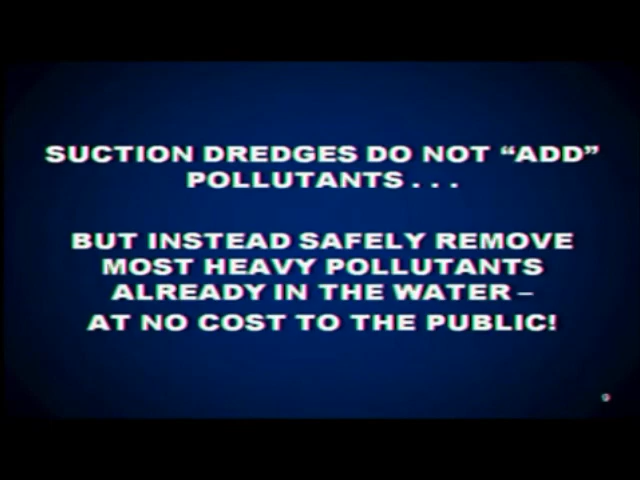 SUCTION DREDGES DO NOT “ADD”
POLLUTANTS . . .
BUT INSTEAD SAFELY REMOVE
MOST HEAVY POLLUTANTS
ALREADY IN THE WATER –
AT NO COST TO THE PUBLIC!
9